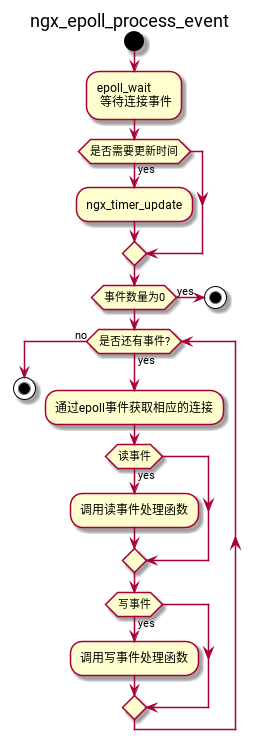 ngx_epoll_process_event
epoll_wait
等待连接事件
是否需要更新时间
yes
ngx_timer_update
事件数量为0
yes
no
是否还有事件?
yes
通过epoll事件获取相应的连接
读事件
yes
调用读事件处理函数
写事件
yes
调用写事件处理函数